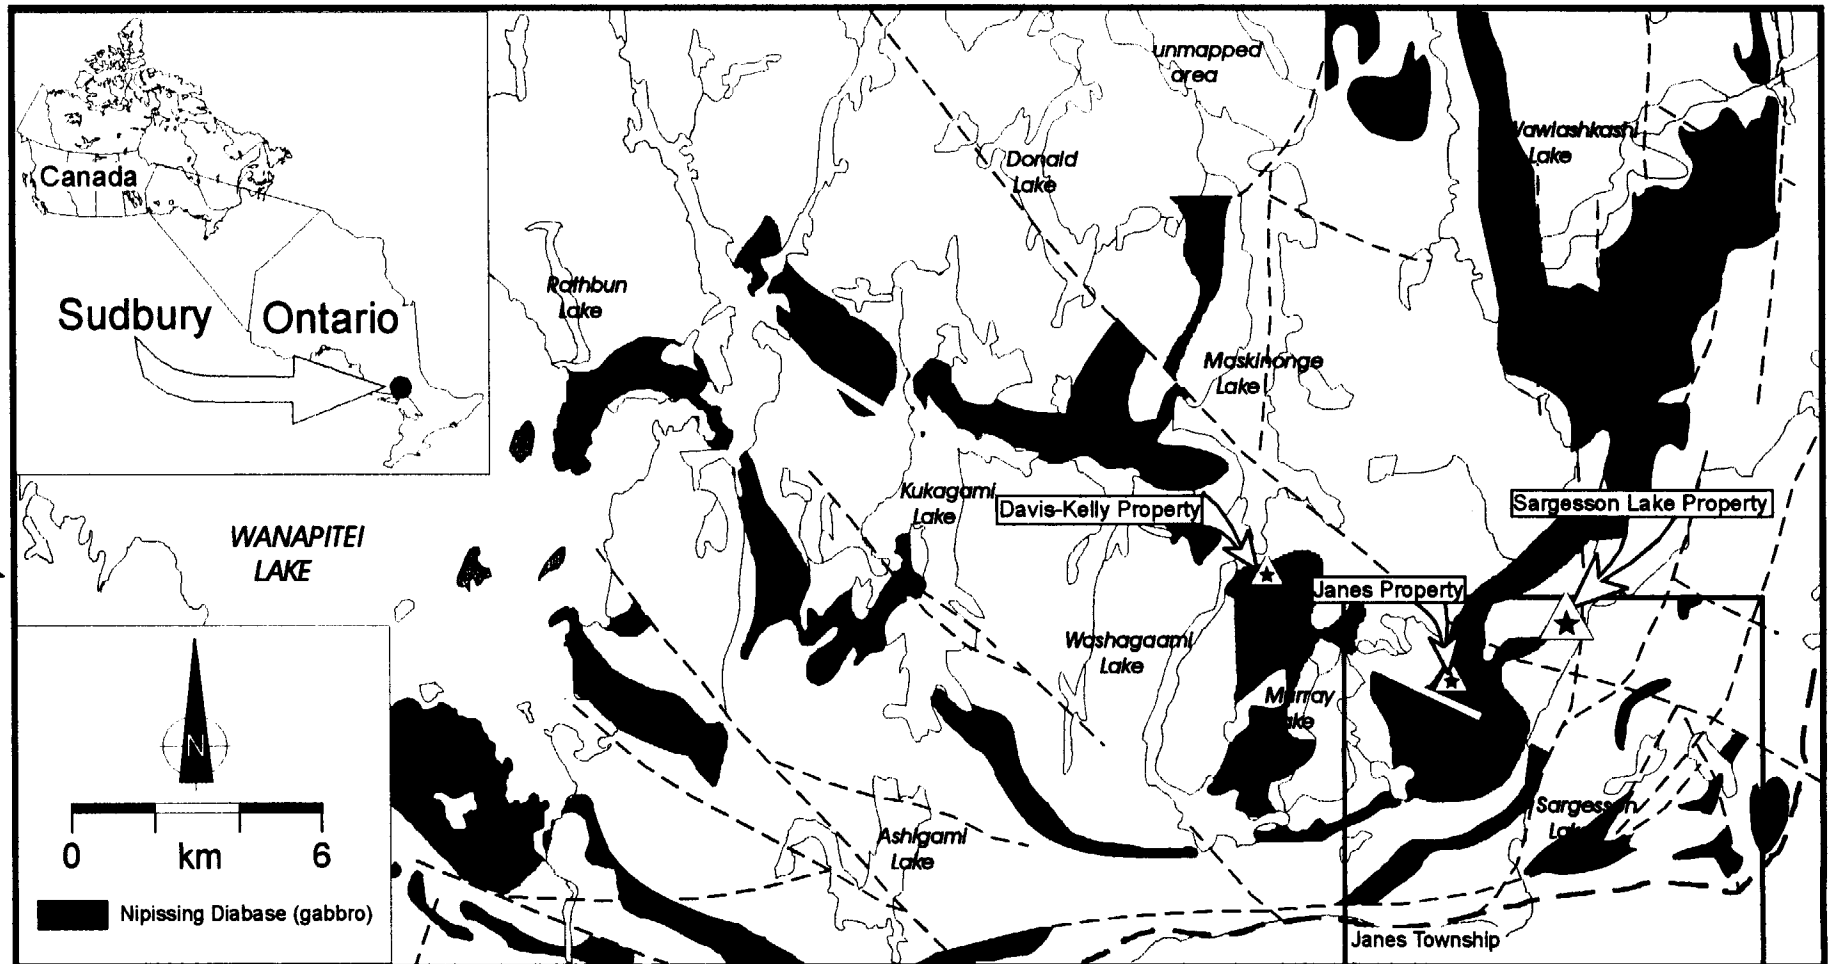 Canada
Sudbury
Ontario
unmapped
area
Donald
Lake
Lake
Rathbun
Lake
Maskinonge
Lake
Kukagami
Lake
Davis-Kelly Property
Sargesson Lake Property
WANAPITEI
LAKE
Janes Property
Washagaami
Lake
Murray
Lake
N
0 km 6
Ashigami
Lake
Sargesson
Lake
Nipissing Diabase (gabbro)
Janes Township